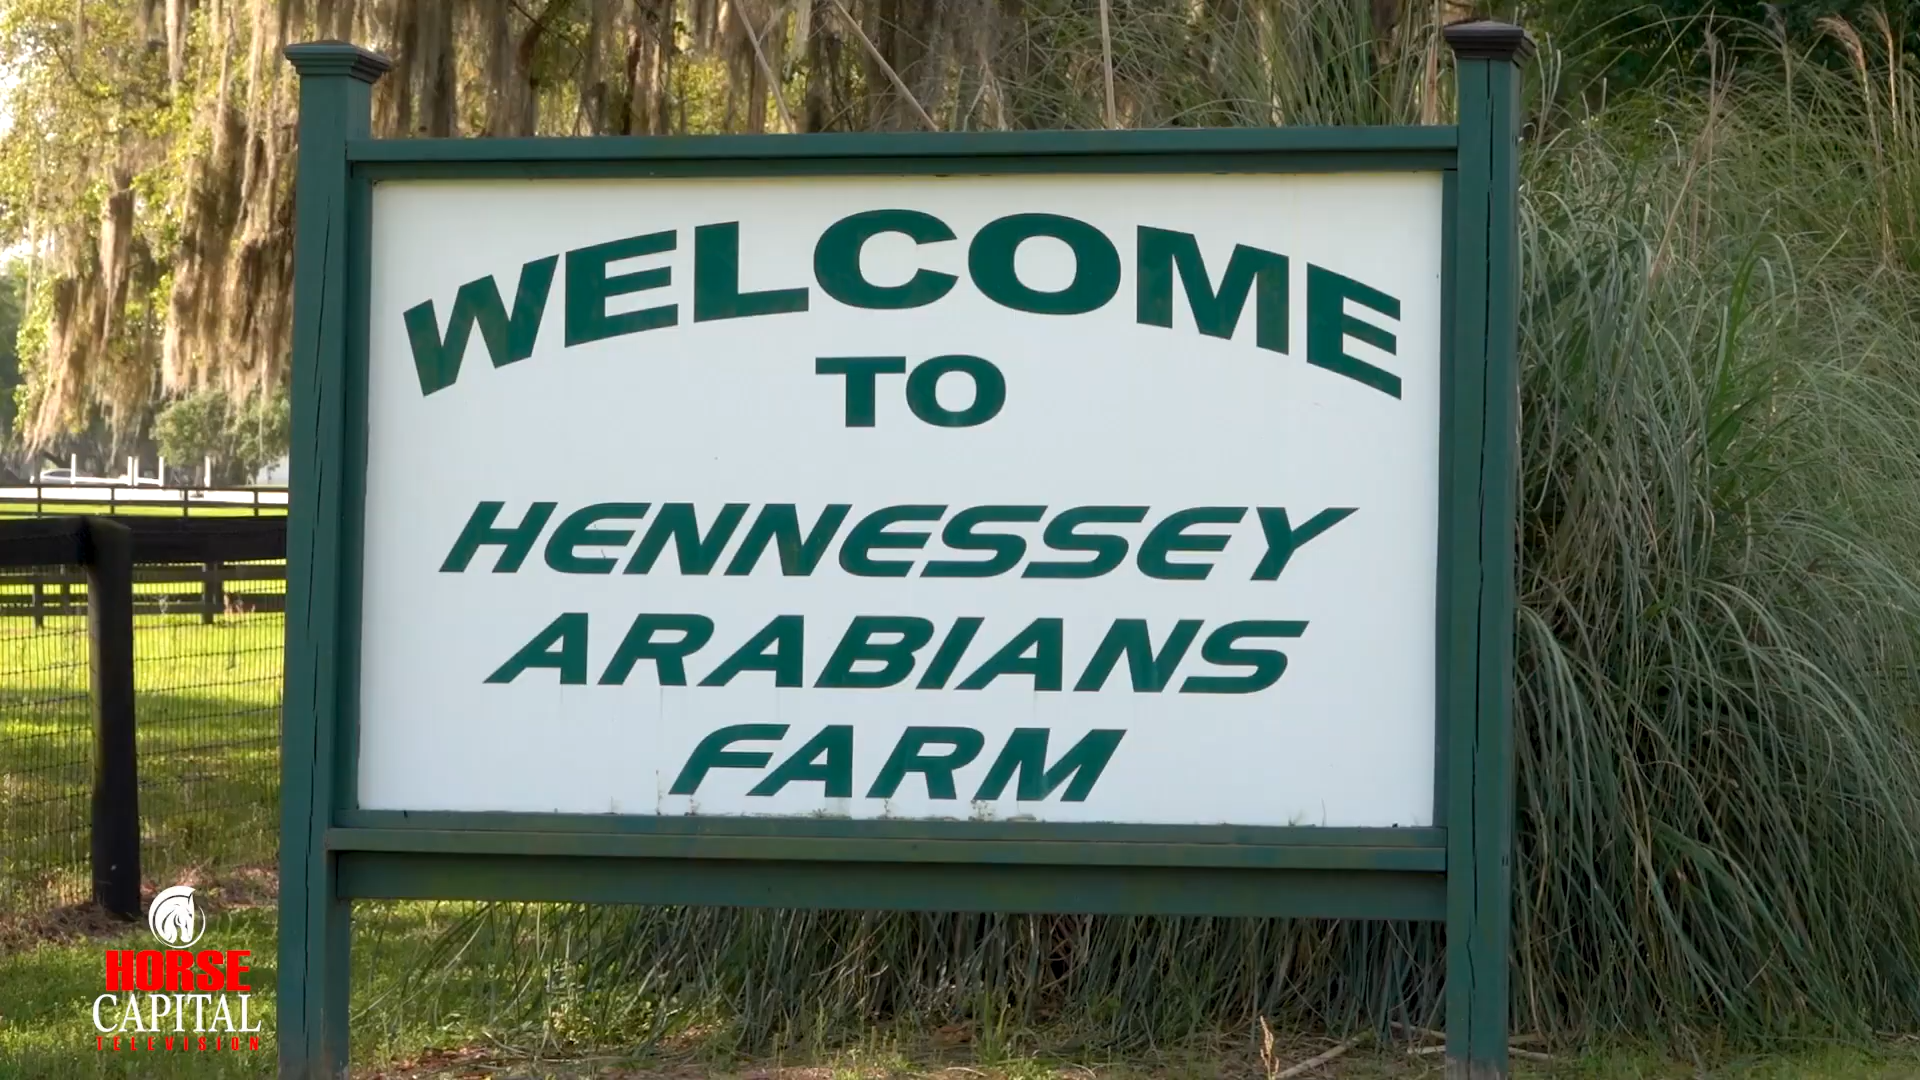 WELCOME
TO
HENNESSEY
ARABIANS
FARM
HORSE
CAPITAL
TELEVISION